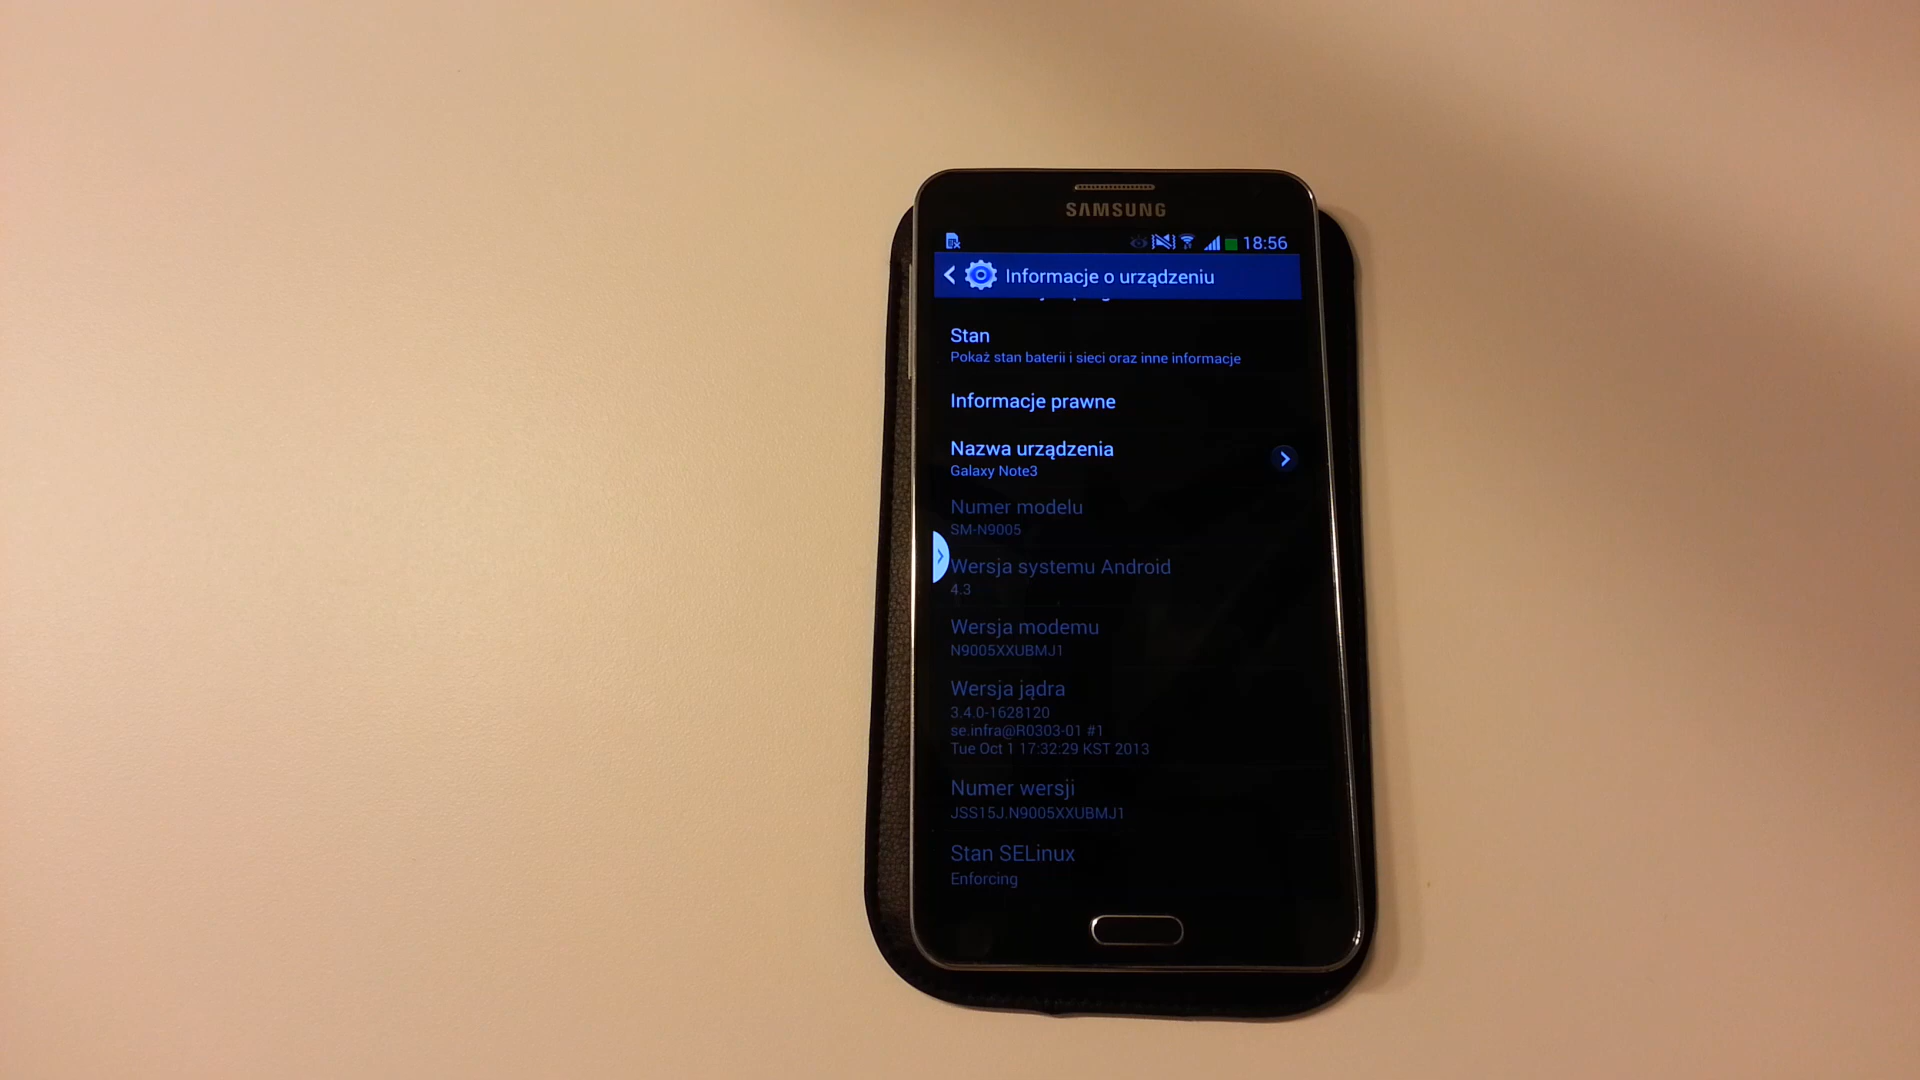 SAMSUNG
18:56
Informacje o urządzeniu
Stan
Pokaż stan baterii i sieci oraz inne informacje
Informacje prawne
Nazwa urządzenia
Galaxy Note3
Numer modelu
SM-N9005
Wersja systemu Android
4.3
Wersja modemu
N9005XXUBMJ1
Wersja jądra
3.4.0-1628120
se.infra@R0303-01 #1
Tue Oct 1 17:32:29 KST 2013
Numer wersji
JSS15J.N9005XXUBMJ1
Stan SELinux
Enforcing